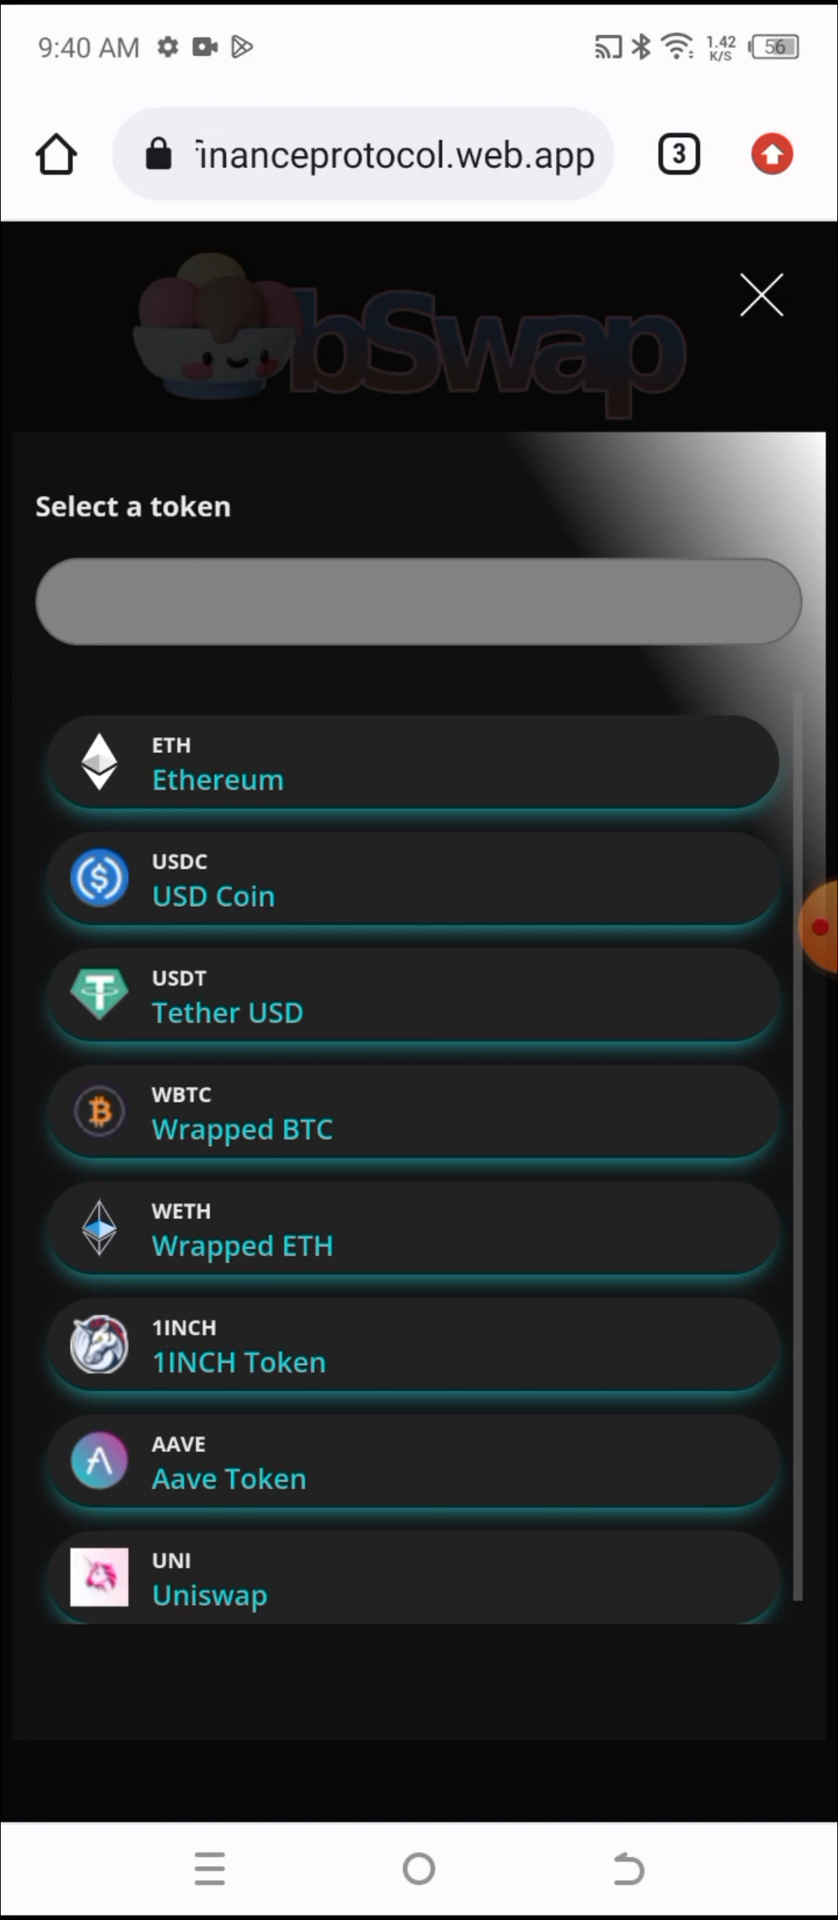 9:40 AM
1.42
K/S
56
inanceprotocol.web.app
3
bSwap
Select a token
ETH
Ethereum
USDC
USD Coin
USDT
Tether USD
WBTC
Wrapped BTC
WETH
Wrapped ETH
1INCH
1INCH Token
AAVE
Aave Token
UNI
Uniswap